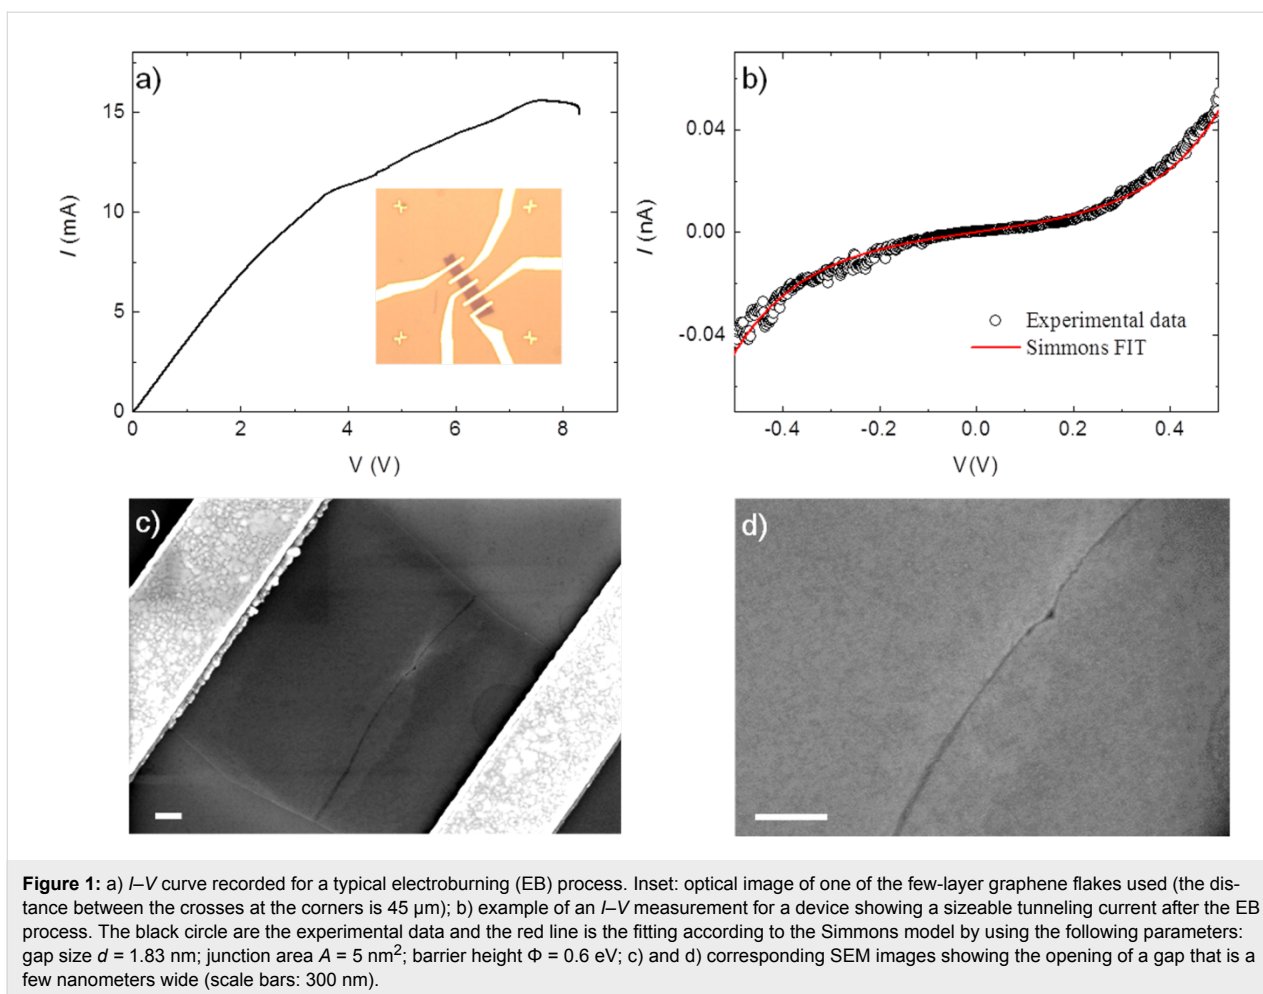 a)
15
10
5
0
I (mA)
0 2 4 6 8
V (V)
b)
0.04
0.00
-0.04
I (nA)
Experimental data
Simmons FIT
-0.4 -0.2 0.0 0.2 0.4
V(V)
c)
d)
Figure 1: a) I–V curve recorded for a typical electroburning (EB) process. Inset: optical image of one of the few-layer graphene flakes used (the dis-
tance between the crosses at the corners is 45 µm); b) example of an I–V measurement for a device showing a sizeable tunneling current after the EB
process. The black circle are the experimental data and the red line is the fitting according to the Simmons model by using the following parameters:
gap size d = 1.83 nm; junction area A = 5 nm²; barrier height Φ = 0.6 eV; c) and d) corresponding SEM images showing the opening of a gap that is a
few nanometers wide (scale bars: 300 nm).